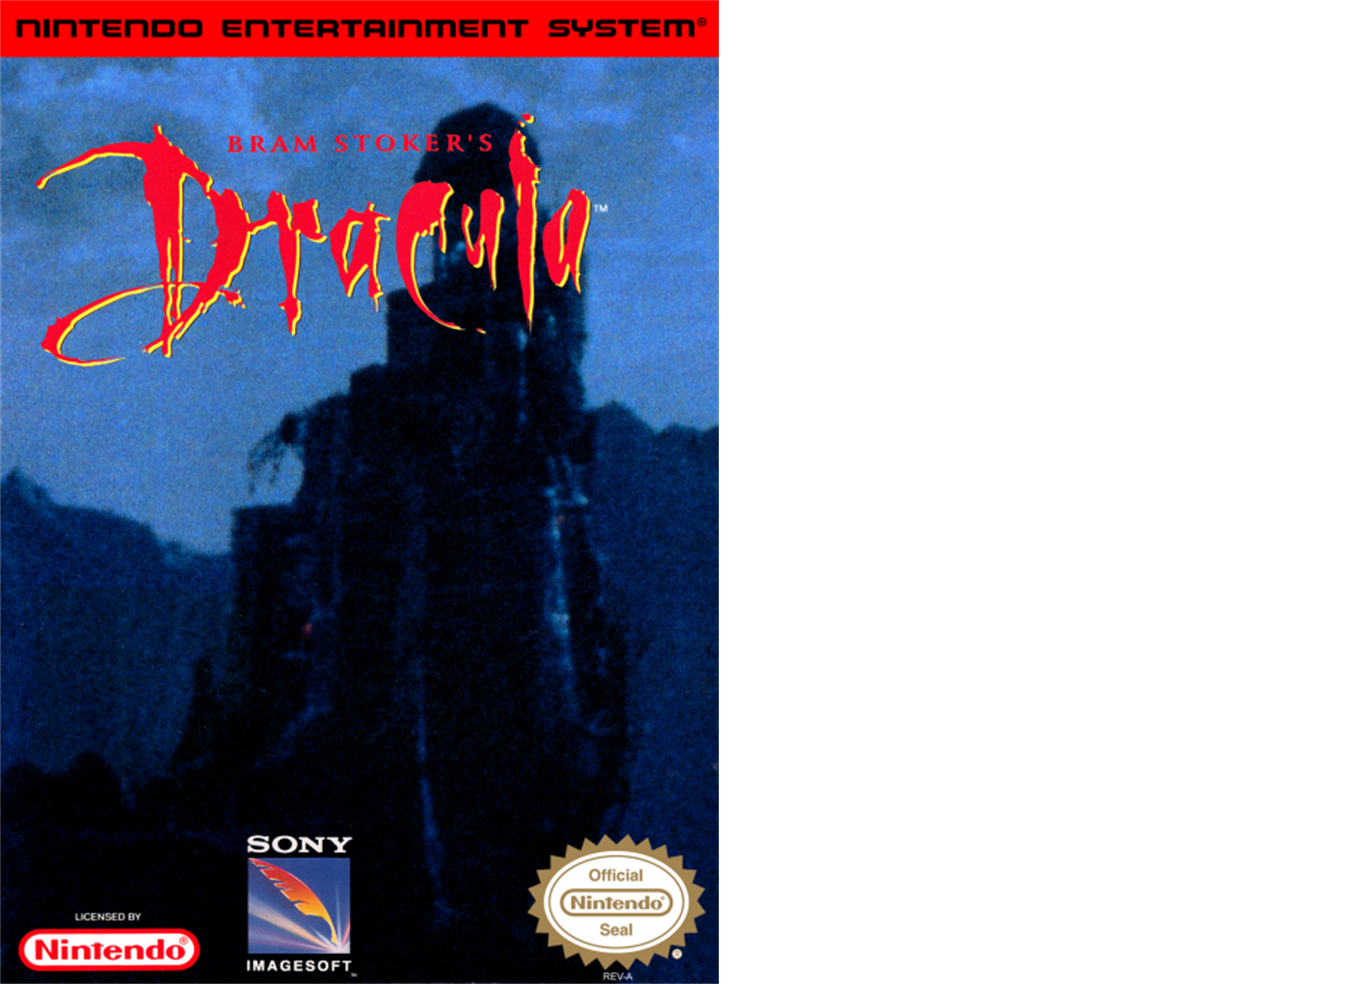 NINTENDO ENTERTAINMENT SYSTEM®
BRAM STOKER'S
Dracula™
SONY
IMAGESOFT™
LICENSED BY
Nintendo®
Official
Nintendo®
Seal
®
REV-A